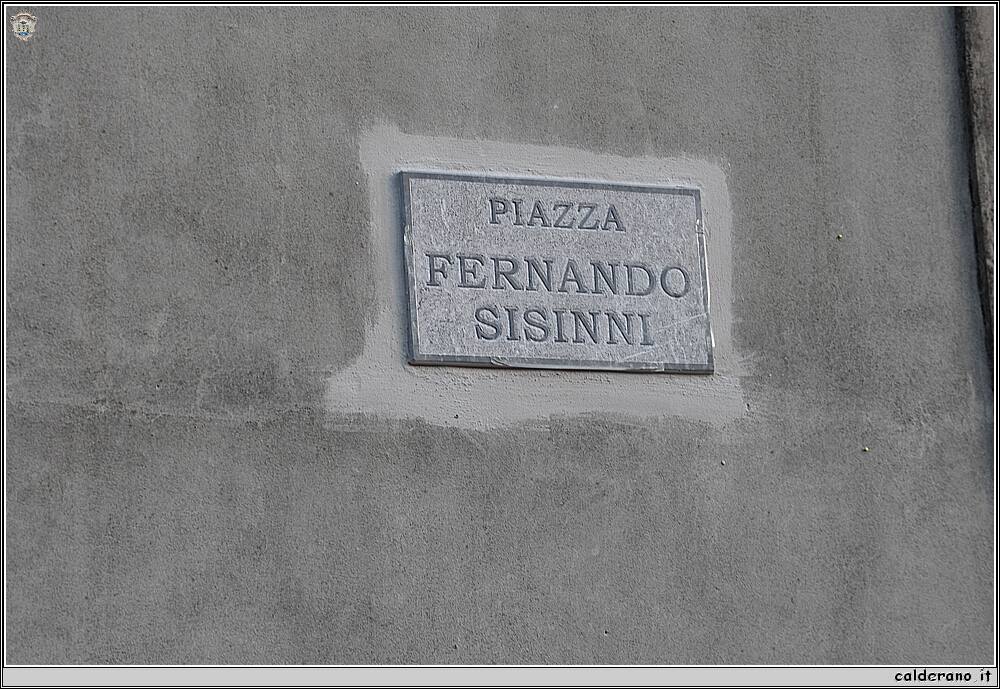 PIAZZA
FERNANDO
SISINNI
calderano it